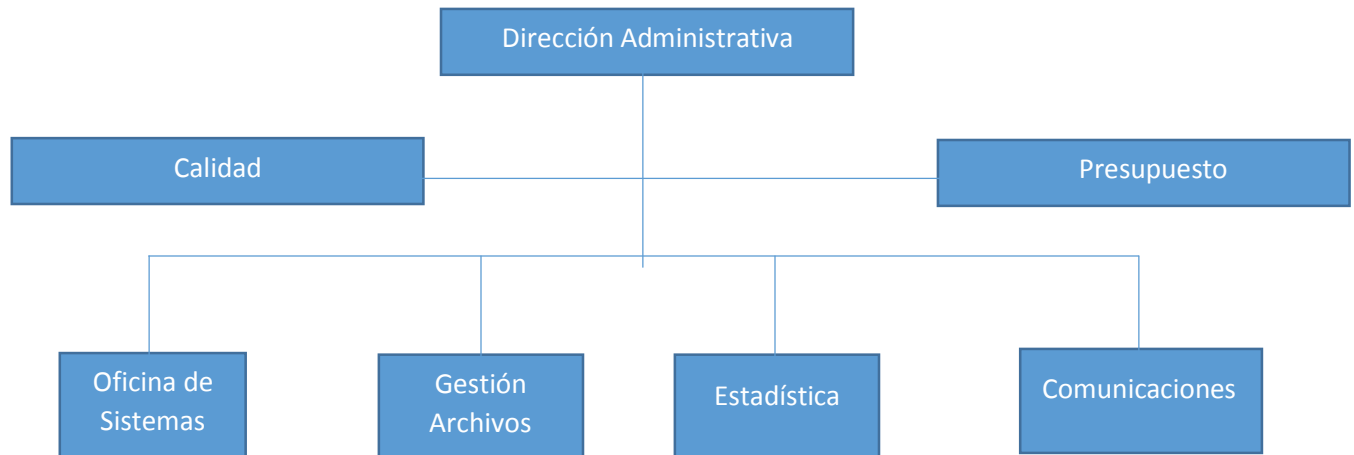 Dirección Administrativa
Calidad
Presupuesto
Oficina de
Sistemas
Gestión
Archivos
Estadística
Comunicaciones